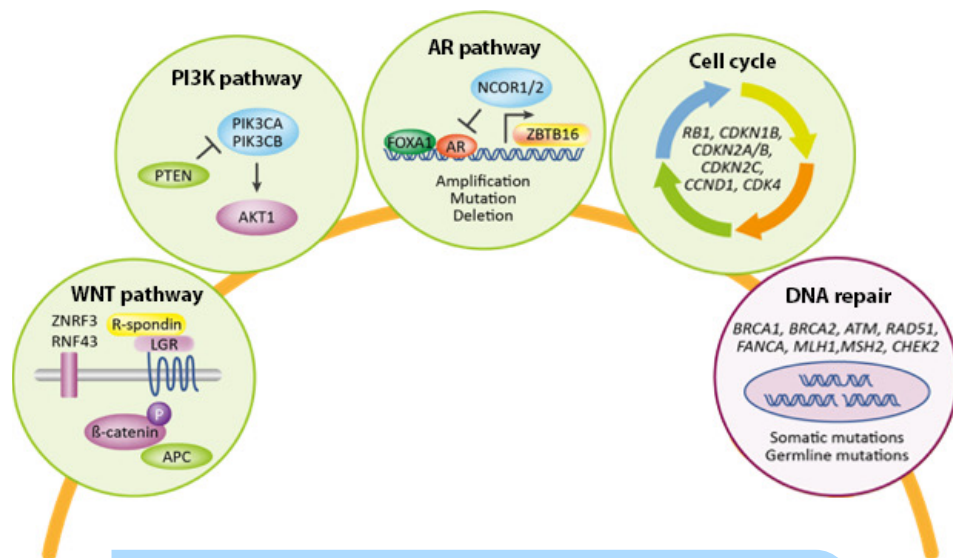 PI3K pathway
PIK3CA
PIK3CB
PTEN
AKT1
AR pathway
NCOR1/2
FOXA1
AR
ZBTB16
Amplification
Mutation
Deletion
Cell cycle
RB1, CDKN1B,
CDKN2A/B,
CDKN2C,
CCND1, CDK4
WNT pathway
ZNRF3
RNF43
R-spondin
LGR
P
ß-catenin
APC
DNA repair
BRCA1, BRCA2, ATM, RAD51,
FANCA, MLH1,MSH2, CHEK2
Somatic mutations
Germline mutations